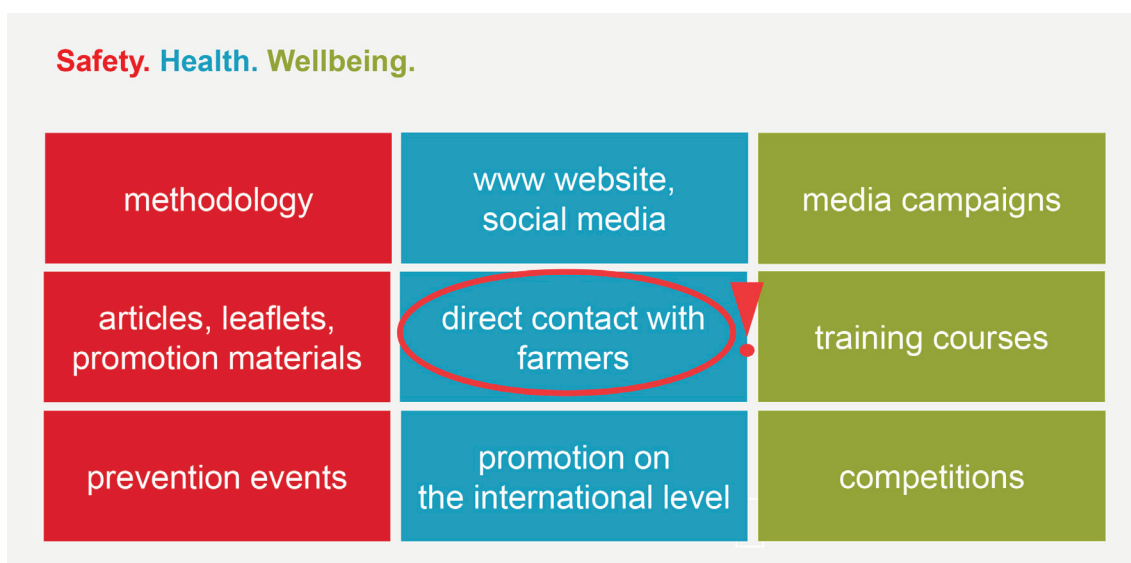 Safety. Health. Wellbeing.
methodology
www website,
social media
media campaigns
articles, leaflets,
promotion materials
direct contact with
farmers
!
training courses
prevention events
promotion on
the international level
competitions